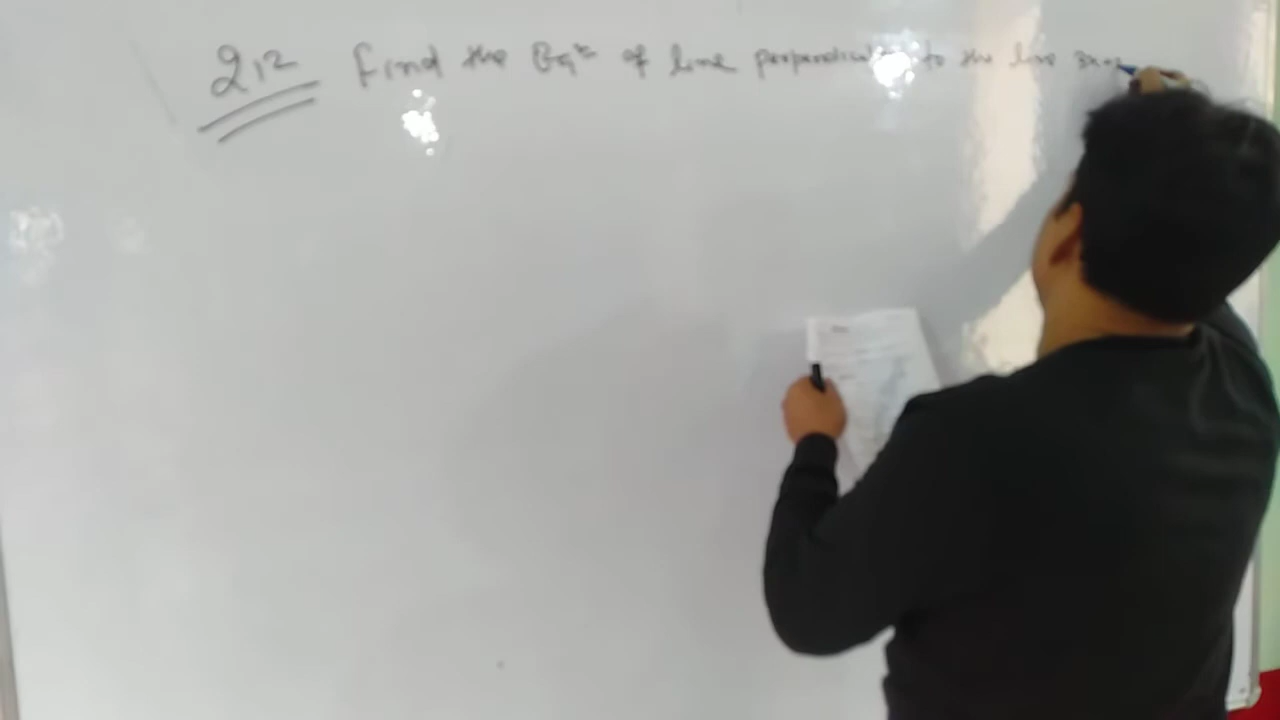 Q12 Find the Eqn of line perpendicular to the line